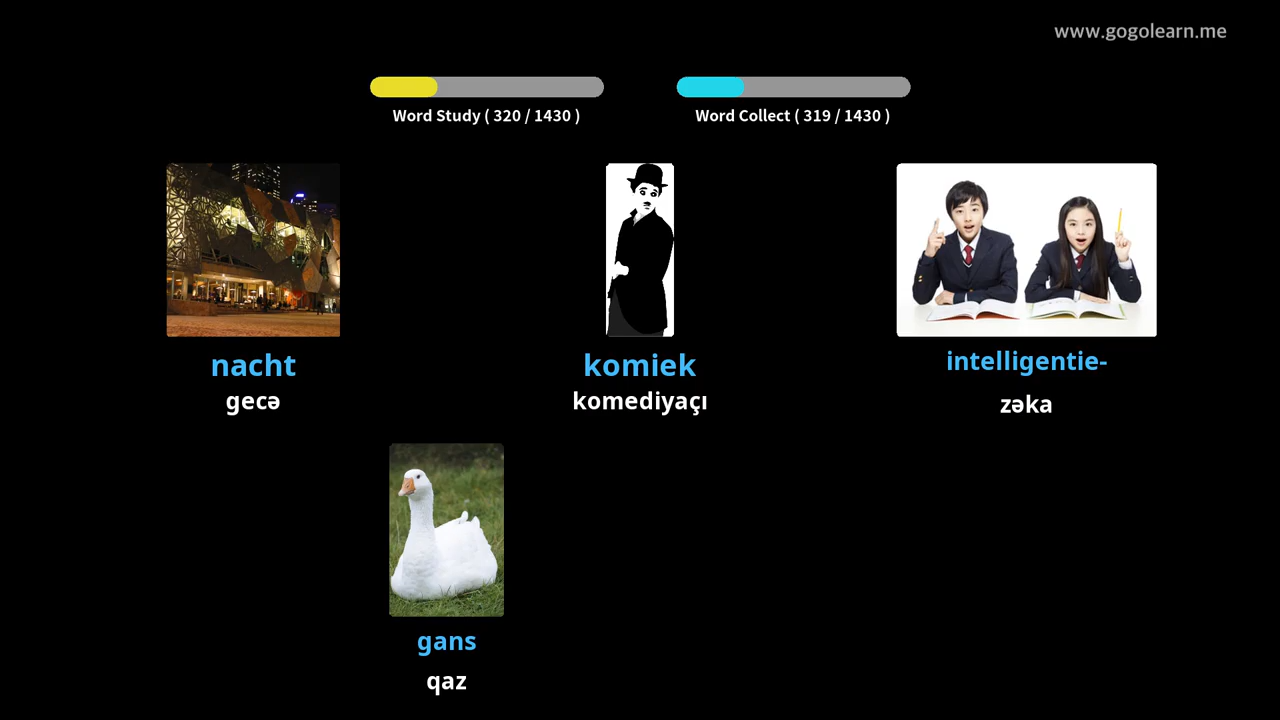 www.gogolearn.me
Word Study ( 320 / 1430 )
Word Collect ( 319 / 1430 )
nacht
gecə
komiek
komediyaçı
intelligentie-
zəka
gans
qaz